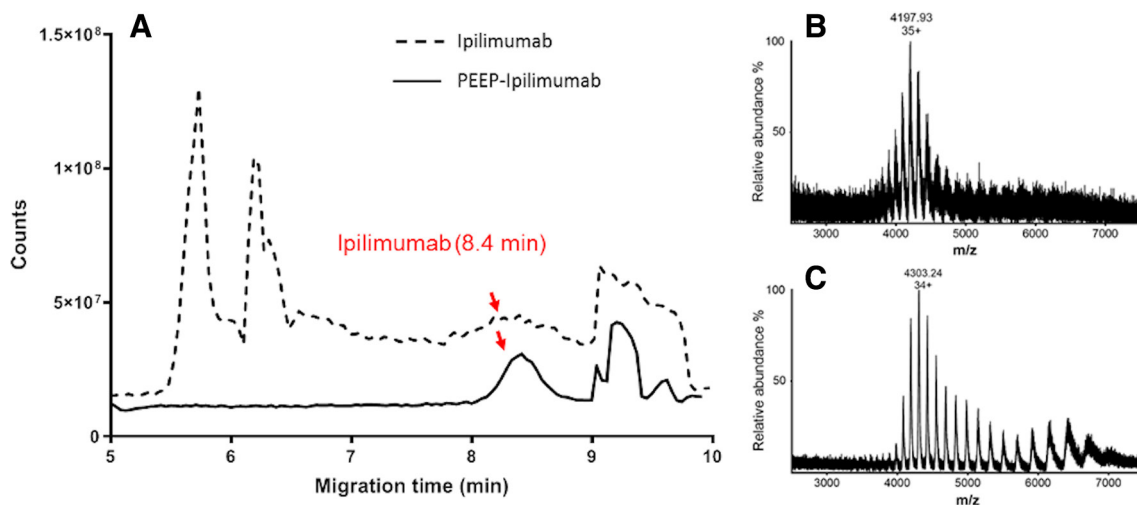 A
1.5×10⁸
1×10⁸
5×10⁷
0
Counts
Ipilimumab
PEEP-Ipilimumab
Ipilimumab (8.4 min)
5 6 7 8 9 10
Migration time (min)
B
4197.93
35+
100
50
Relative abundance %
3000 4000 5000 6000 7000
m/z
C
4303.24
34+
100
50
Relative abundance %
3000 4000 5000 6000 7000
m/z